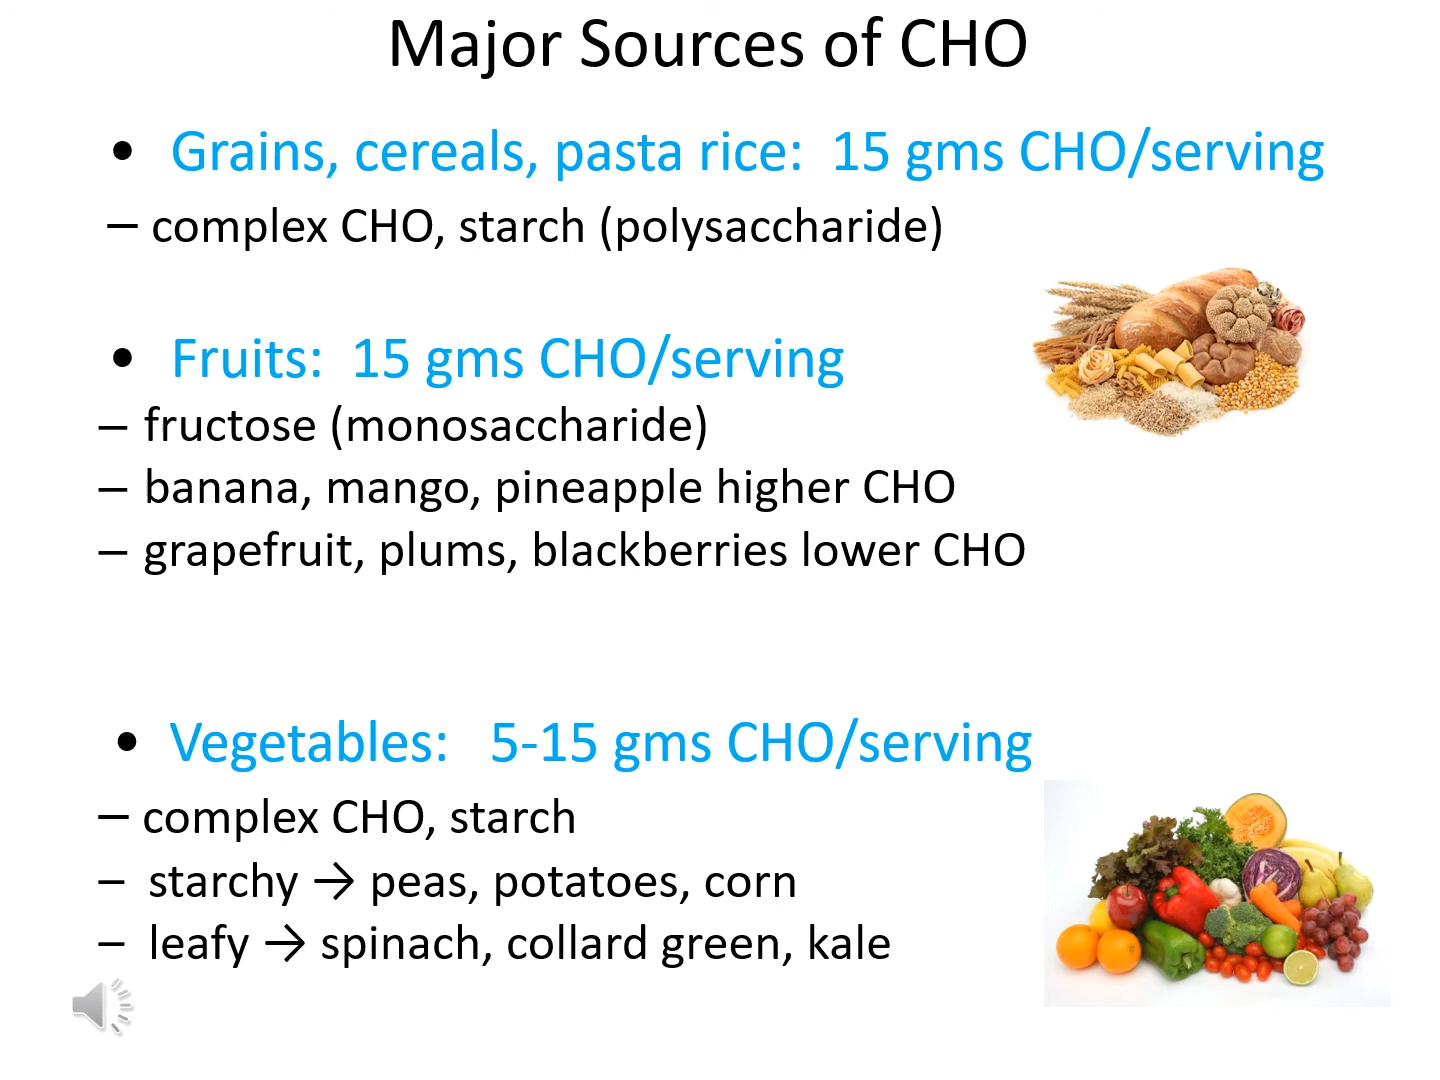 Major Sources of CHO
• Grains, cereals, pasta rice: 15 gms CHO/serving
– complex CHO, starch (polysaccharide)
• Fruits: 15 gms CHO/serving
– fructose (monosaccharide)
– banana, mango, pineapple higher CHO
– grapefruit, plums, blackberries lower CHO
• Vegetables: 5-15 gms CHO/serving
– complex CHO, starch
– starchy → peas, potatoes, corn
– leafy → spinach, collard green, kale